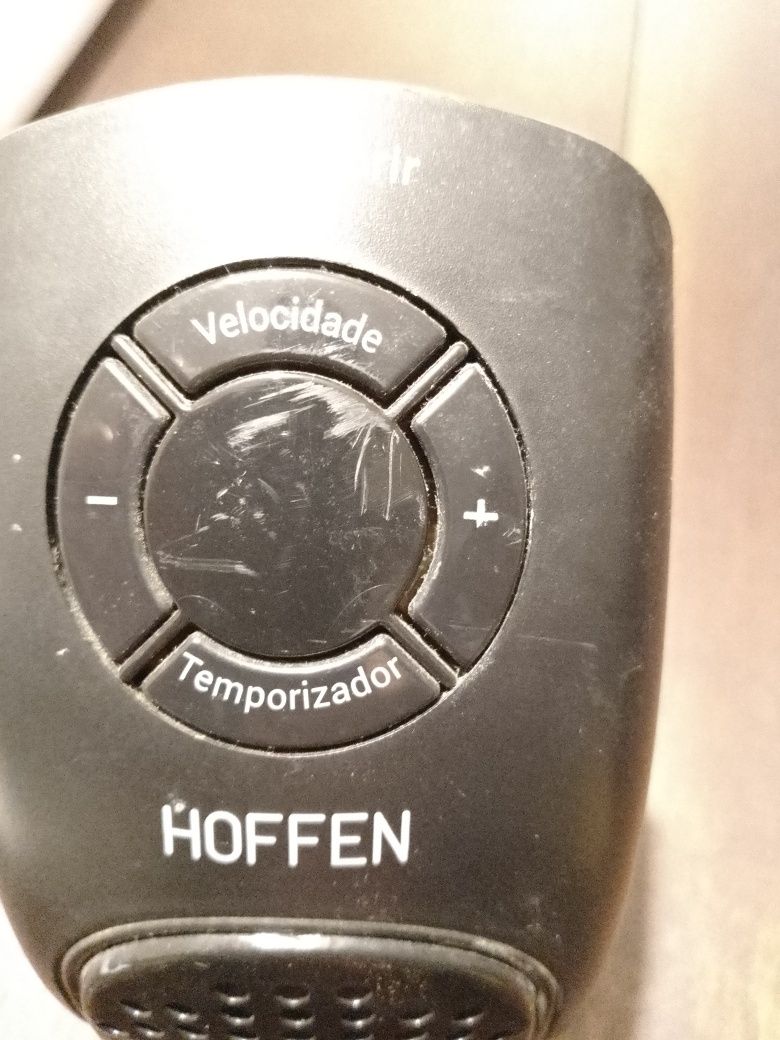 Velocidade
- +
Temporizador
HOFFEN